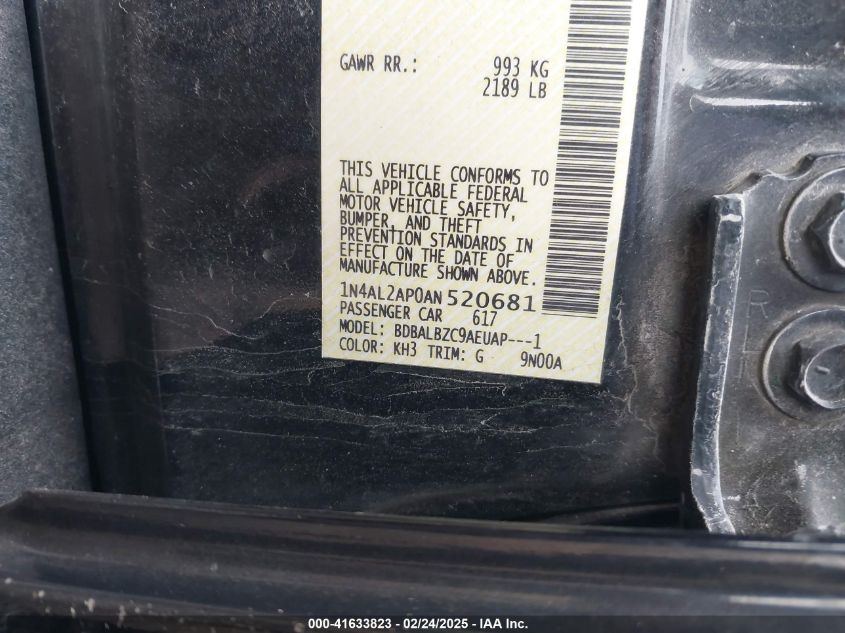 GAWR RR.: 993 KG
2189 LB
THIS VEHICLE CONFORMS TO
ALL APPLICABLE FEDERAL
MOTOR VEHICLE SAFETY,
BUMPER, AND THEFT
PREVENTION STANDARDS IN
EFFECT ON THE DATE OF
MANUFACTURE SHOWN ABOVE.
1N4AL2AP0AN520681
PASSENGER CAR 617
MODEL: BDBALBZC9AEUAP---1
COLOR: KH3 TRIM: G 9N00A
R
L
000-41633823 / 02/24/2025 - IAA Inc.